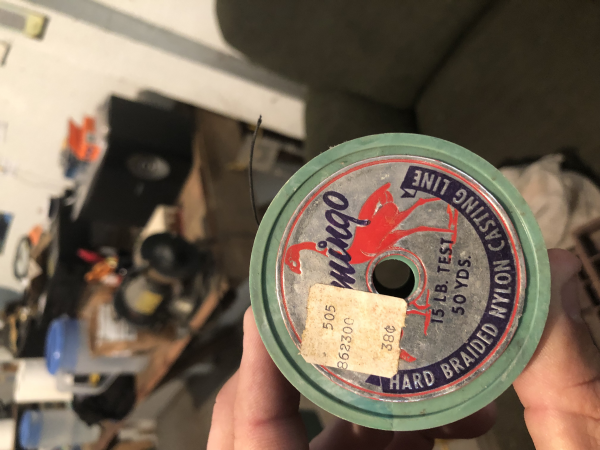 mingo
15 LB. TEST
50 YDS.
HARD BRAIDED NYLON CASTING LINE
505
862300
38¢